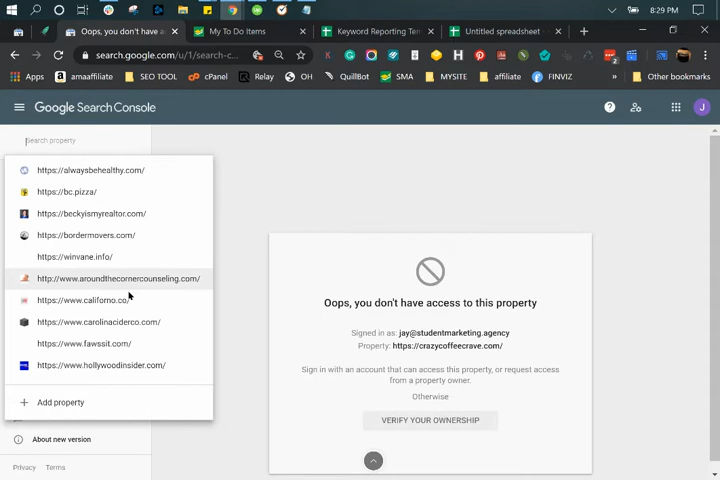 8:29 PM
Oops, you don't have a
My To Do Items
Keyword Reporting Tem
Untitled spreadsheet
search.google.com/u/1/search-c...
Apps
amaaffiliate
SEO TOOL
cPanel
Relay
OH
QuillBot
SMA
MYSITE
affiliate
FINVIZ
Other bookmarks
Google Search Console
J
Search property
https://alwaysbehealthy.com/
https://bc.pizza/
https://beckyismyrealtor.com/
https://bordermovers.com/
https://winvane.info/
http://www.aroundthecornercounseling.com/
https://www.californo.co/
https://www.carolinaciderco.com/
https://www.fawssit.com/
https://www.hollywoodinsider.com/
Add property
About new version
Privacy Terms
Oops, you don't have access to this property
Signed in as: jay@studentmarketing.agency
Property: https://crazycoffeecrave.com/
Sign in with an account that can access this property, or request access
from a property owner.
Otherwise
VERIFY YOUR OWNERSHIP